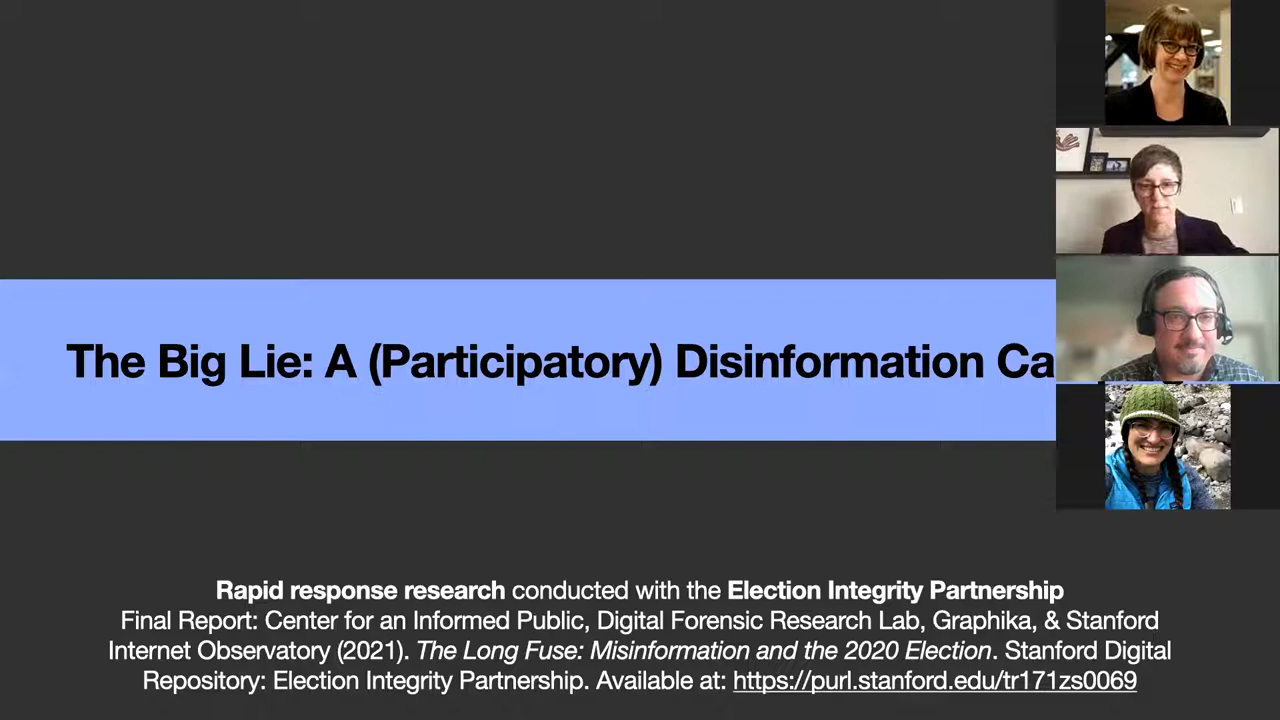 The Big Lie: A (Participatory) Disinformation Ca
Rapid response research conducted with the Election Integrity Partnership
Final Report: Center for an Informed Public, Digital Forensic Research Lab, Graphika, & Stanford
Internet Observatory (2021). The Long Fuse: Misinformation and the 2020 Election. Stanford Digital
Repository: Election Integrity Partnership. Available at: https://purl.stanford.edu/tr171zs0069